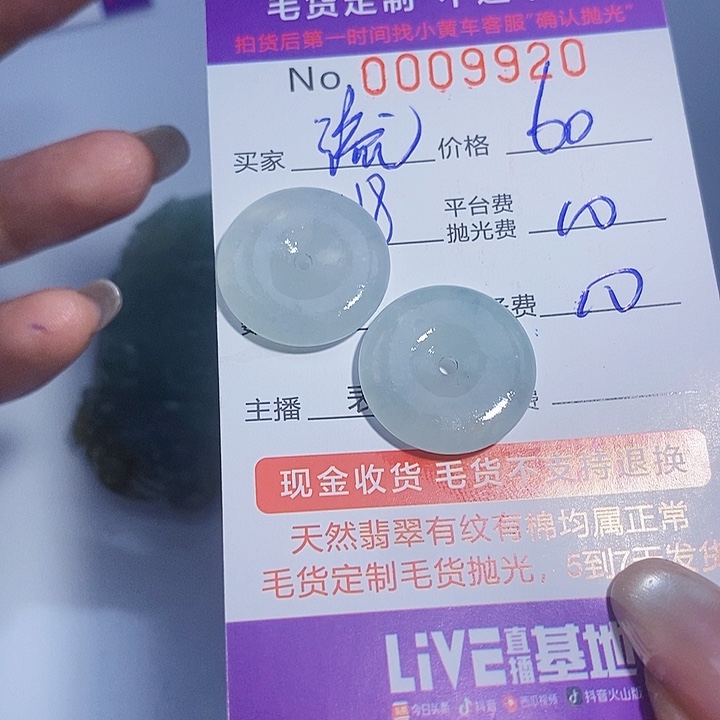 毛货定制
拍货后第一时间找小黄车客服"确认抛光"
No. 0009920
买家 价格 60
18 平台费
抛光费 10
费 10
主播 费
现金收货 毛货不支持退换
天然翡翠有纹有棉均属正常
毛货定制毛货抛光，6到7天发货
LiVE直播基地
今日头条 抖音 西瓜视频 抖音火山版